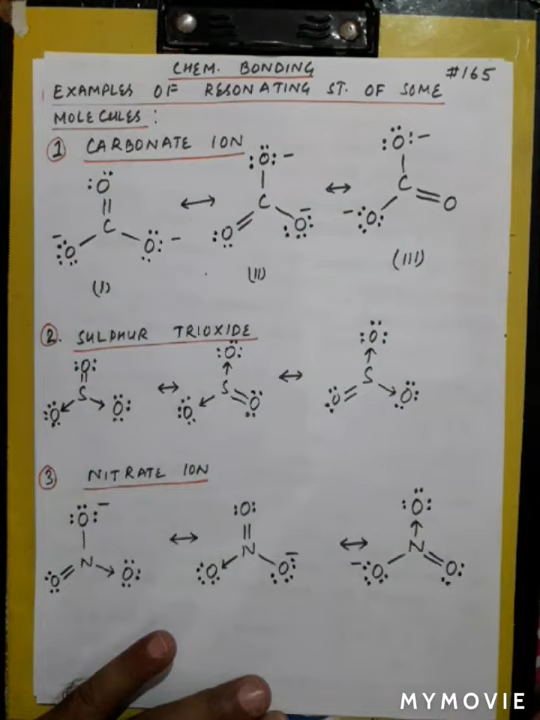 CHEM. BONDING
#165
EXAMPLES OF RESONATING ST. OF SOME
MOLECULES:
① CARBONATE ION
:O: :O:– :O:–
|| | |
C ↔ C ↔ C
–:O: :O:– :O: :O:– –:O: O
(I) (II) (III)
2. SULPHUR TRIOXIDE
:O: :O: :O:
S ↔ S ↔ S
:O: :O: :O: :O: :O: :O:
③ NITRATE ION
:O:– :O: :O:
N ↔ N ↔ N
:O: :O: :O: :O:– –:O: :O:
MYMOVIE